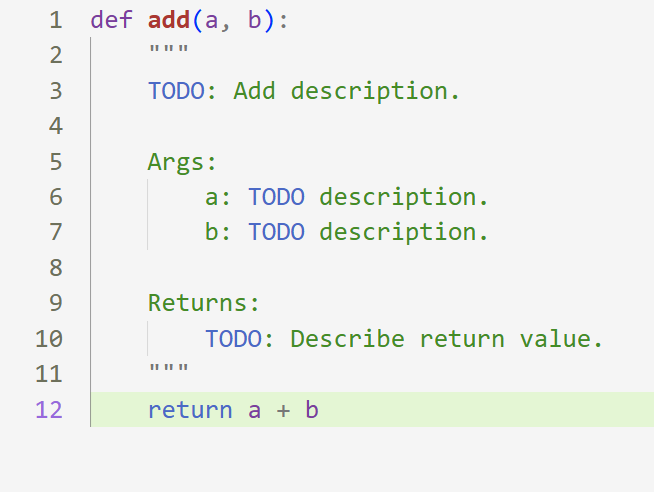 1 def add(a, b):
2     """
3     TODO: Add description.
4
5     Args:
6         a: TODO description.
7         b: TODO description.
8
9     Returns:
10         TODO: Describe return value.
11     """
12     return a + b